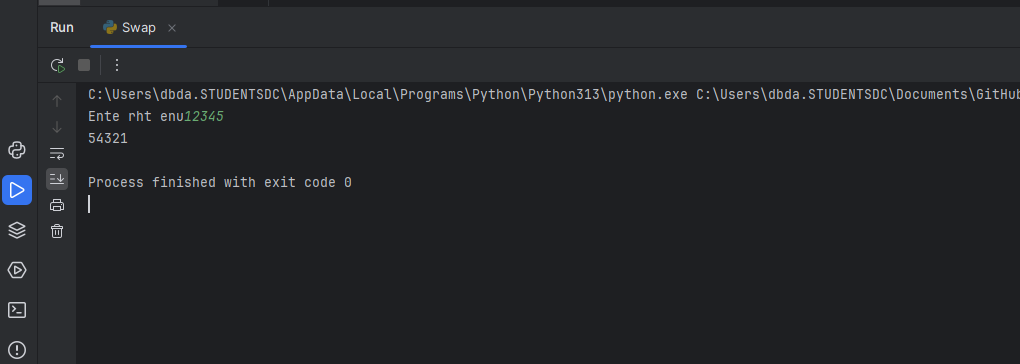 Run Swap
C:\Users\dbda.STUDENTSDC\AppData\Local\Programs\Python\Python313\python.exe C:\Users\dbda.STUDENTSDC\Documents\GitHub
Ente rht enu12345
54321
Process finished with exit code 0